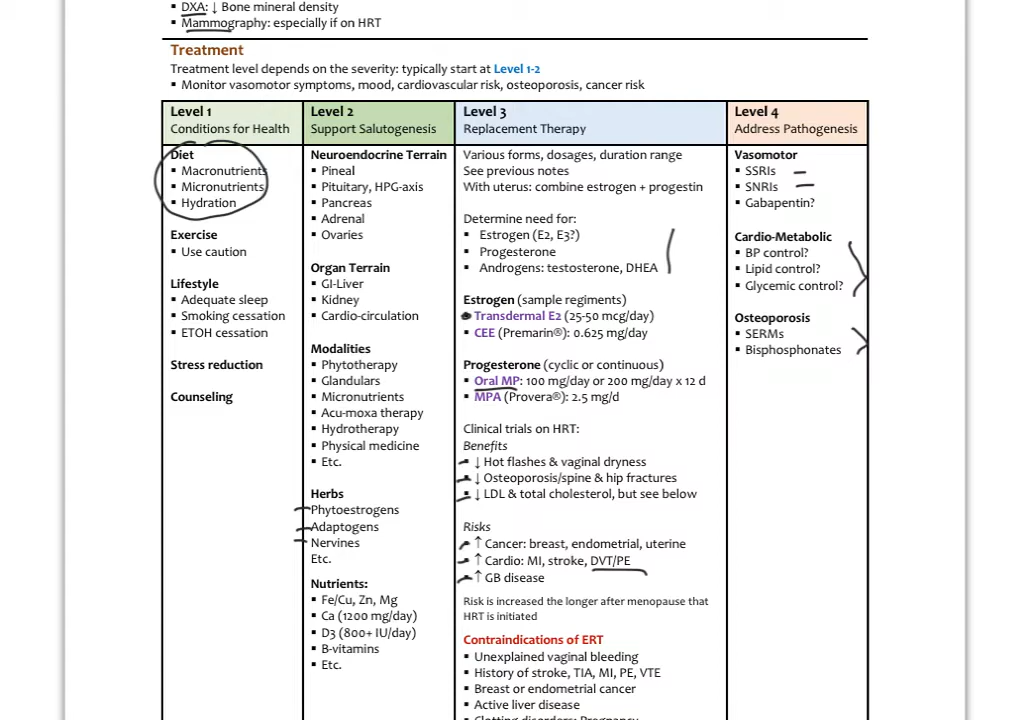 ▪ DXA: ↓ Bone mineral density
▪ Mammography: especially if on HRT
Treatment
Treatment level depends on the severity: typically start at Level 1-2
▪ Monitor vasomotor symptoms, mood, cardiovascular risk, osteoporosis, cancer risk
Level 1
Conditions for Health
Diet
▪ Macronutrients
▪ Micronutrients
▪ Hydration
Exercise
▪ Use caution
Lifestyle
▪ Adequate sleep
▪ Smoking cessation
▪ ETOH cessation
Stress reduction
Counseling
Level 2
Support Salutogenesis
Neuroendocrine Terrain
▪ Pineal
▪ Pituitary, HPG-axis
▪ Pancreas
▪ Adrenal
▪ Ovaries
Organ Terrain
▪ GI-Liver
▪ Kidney
▪ Cardio-circulation
Modalities
▪ Phytotherapy
▪ Glandulars
▪ Micronutrients
▪ Acu-moxa therapy
▪ Hydrotherapy
▪ Physical medicine
▪ Etc.
Herbs
Phytoestrogens
Adaptogens
Nervines
Etc.
Nutrients:
▪ Fe/Cu, Zn, Mg
▪ Ca (1200 mg/day)
▪ D3 (800+ IU/day)
▪ B-vitamins
▪ Etc.
Level 3
Replacement Therapy
Various forms, dosages, duration range
See previous notes
With uterus: combine estrogen + progestin
Determine need for:
▪ Estrogen (E2, E3?)
▪ Progesterone
▪ Androgens: testosterone, DHEA
Estrogen (sample regiments)
▪ Transdermal E2 (25-50 mcg/day)
▪ CEE (Premarin®): 0.625 mg/day
Progesterone (cyclic or continuous)
▪ Oral MP: 100 mg/day or 200 mg/day x 12 d
▪ MPA (Provera®): 2.5 mg/d
Clinical trials on HRT:
Benefits
▪ ↓ Hot flashes & vaginal dryness
▪ ↓ Osteoporosis/spine & hip fractures
▪ ↓ LDL & total cholesterol, but see below
Risks
▪ ↑ Cancer: breast, endometrial, uterine
▪ ↑ Cardio: MI, stroke, DVT/PE
▪ ↑ GB disease
Risk is increased the longer after menopause that
HRT is initiated
Contraindications of ERT
▪ Unexplained vaginal bleeding
▪ History of stroke, TIA, MI, PE, VTE
▪ Breast or endometrial cancer
▪ Active liver disease
▪ Clotting disorders; Pregnancy
Level 4
Address Pathogenesis
Vasomotor
▪ SSRIs
▪ SNRIs
▪ Gabapentin?
Cardio-Metabolic
▪ BP control?
▪ Lipid control?
▪ Glycemic control?
Osteoporosis
▪ SERMs
▪ Bisphosphonates